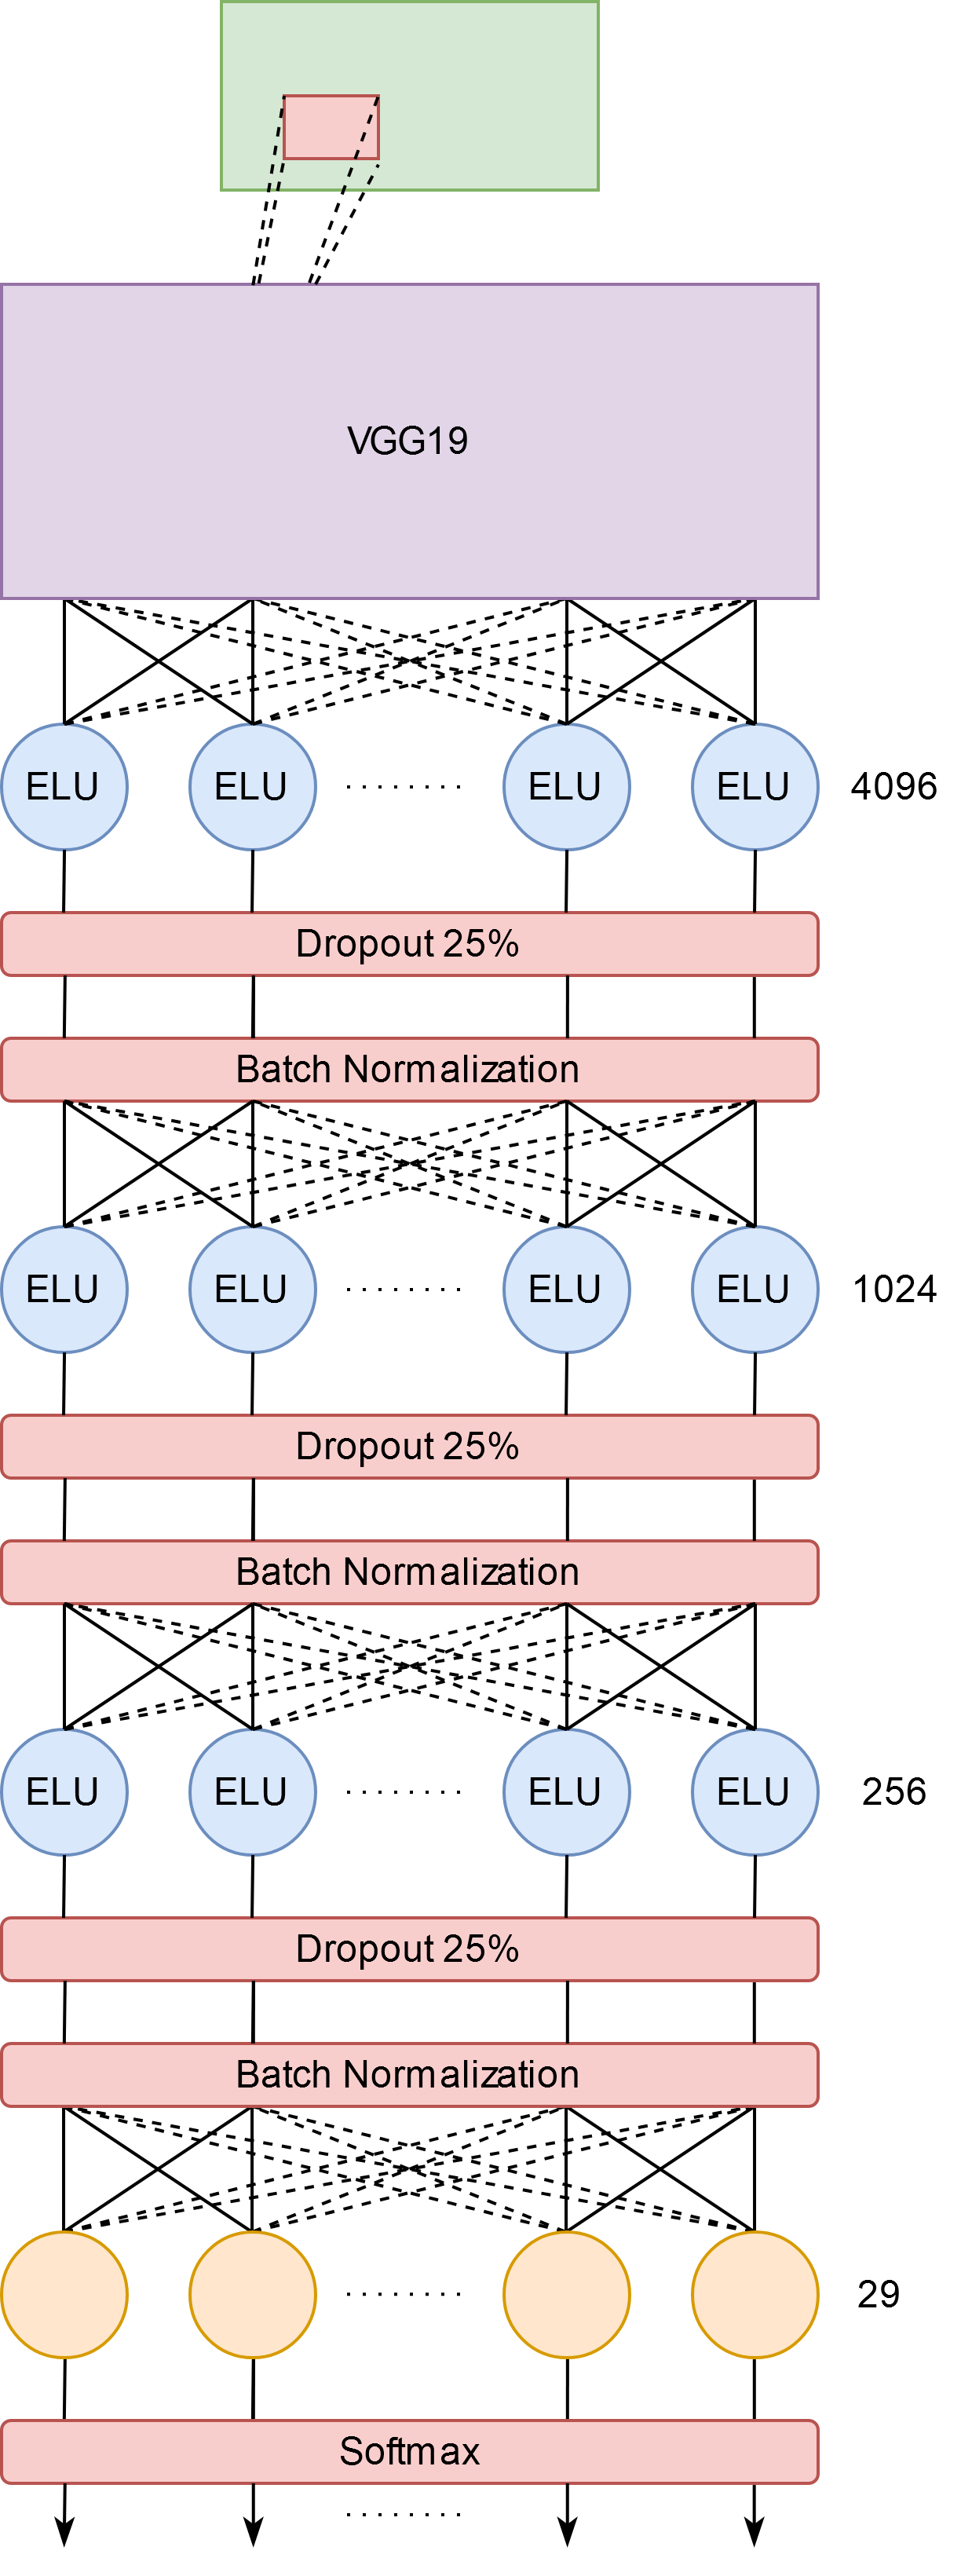 VGG19
ELU ELU ........ ELU ELU 4096
Dropout 25%
Batch Normalization
ELU ELU ........ ELU ELU 1024
Dropout 25%
Batch Normalization
ELU ELU ........ ELU ELU 256
Dropout 25%
Batch Normalization
........ 29
Softmax
........